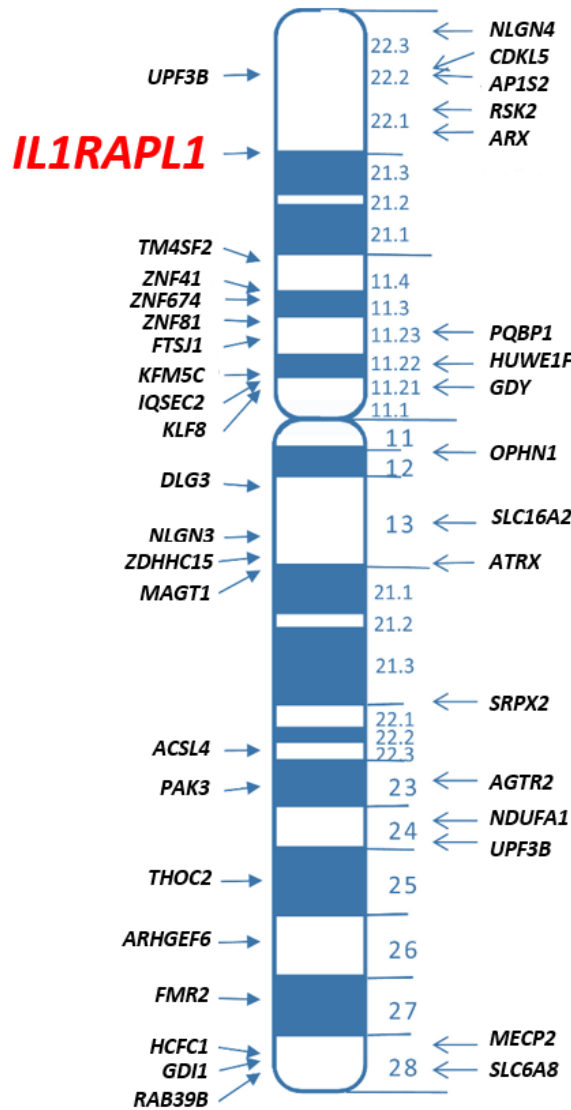 NLGN4
22.3
CDKL5
UPF3B
22.2
AP1S2
RSK2
22.1
ARX
IL1RAPL1
21.3
21.2
21.1
TM4SF2
ZNF41
11.4
ZNF674
11.3
ZNF81
11.23
PQBP1
FTSJ1
11.22
HUWE1F
KFM5C
11.21
GDY
IQSEC2
11.1
KLF8
11
OPHN1
12
DLG3
13
SLC16A2
NLGN3
ZDHHC15
ATRX
MAGT1
21.1
21.2
21.3
SRPX2
22.1
22.2
ACSL4
22.3
PAK3
23
AGTR2
NDUFA1
24
UPF3B
THOC2
25
ARHGEF6
26
FMR2
27
HCFC1
MECP2
GDI1
28
SLC6A8
RAB39B